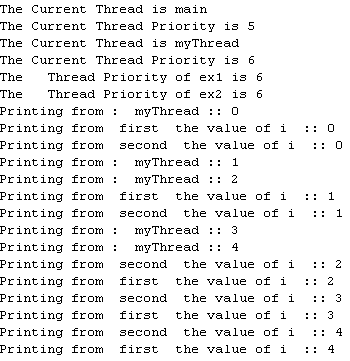 The Current Thread is main
The Current Thread Priority is 5
The Current Thread is myThread
The Current Thread Priority is 6
The   Thread Priority of ex1 is 6
The   Thread Priority of ex2 is 6
Printing from :  myThread :: 0
Printing from  first  the value of i  :: 0
Printing from  second  the value of i  :: 0
Printing from :  myThread :: 1
Printing from :  myThread :: 2
Printing from  first  the value of i  :: 1
Printing from  second  the value of i  :: 1
Printing from :  myThread :: 3
Printing from :  myThread :: 4
Printing from  second  the value of i  :: 2
Printing from  first  the value of i  :: 2
Printing from  second  the value of i  :: 3
Printing from  first  the value of i  :: 3
Printing from  second  the value of i  :: 4
Printing from  first  the value of i  :: 4